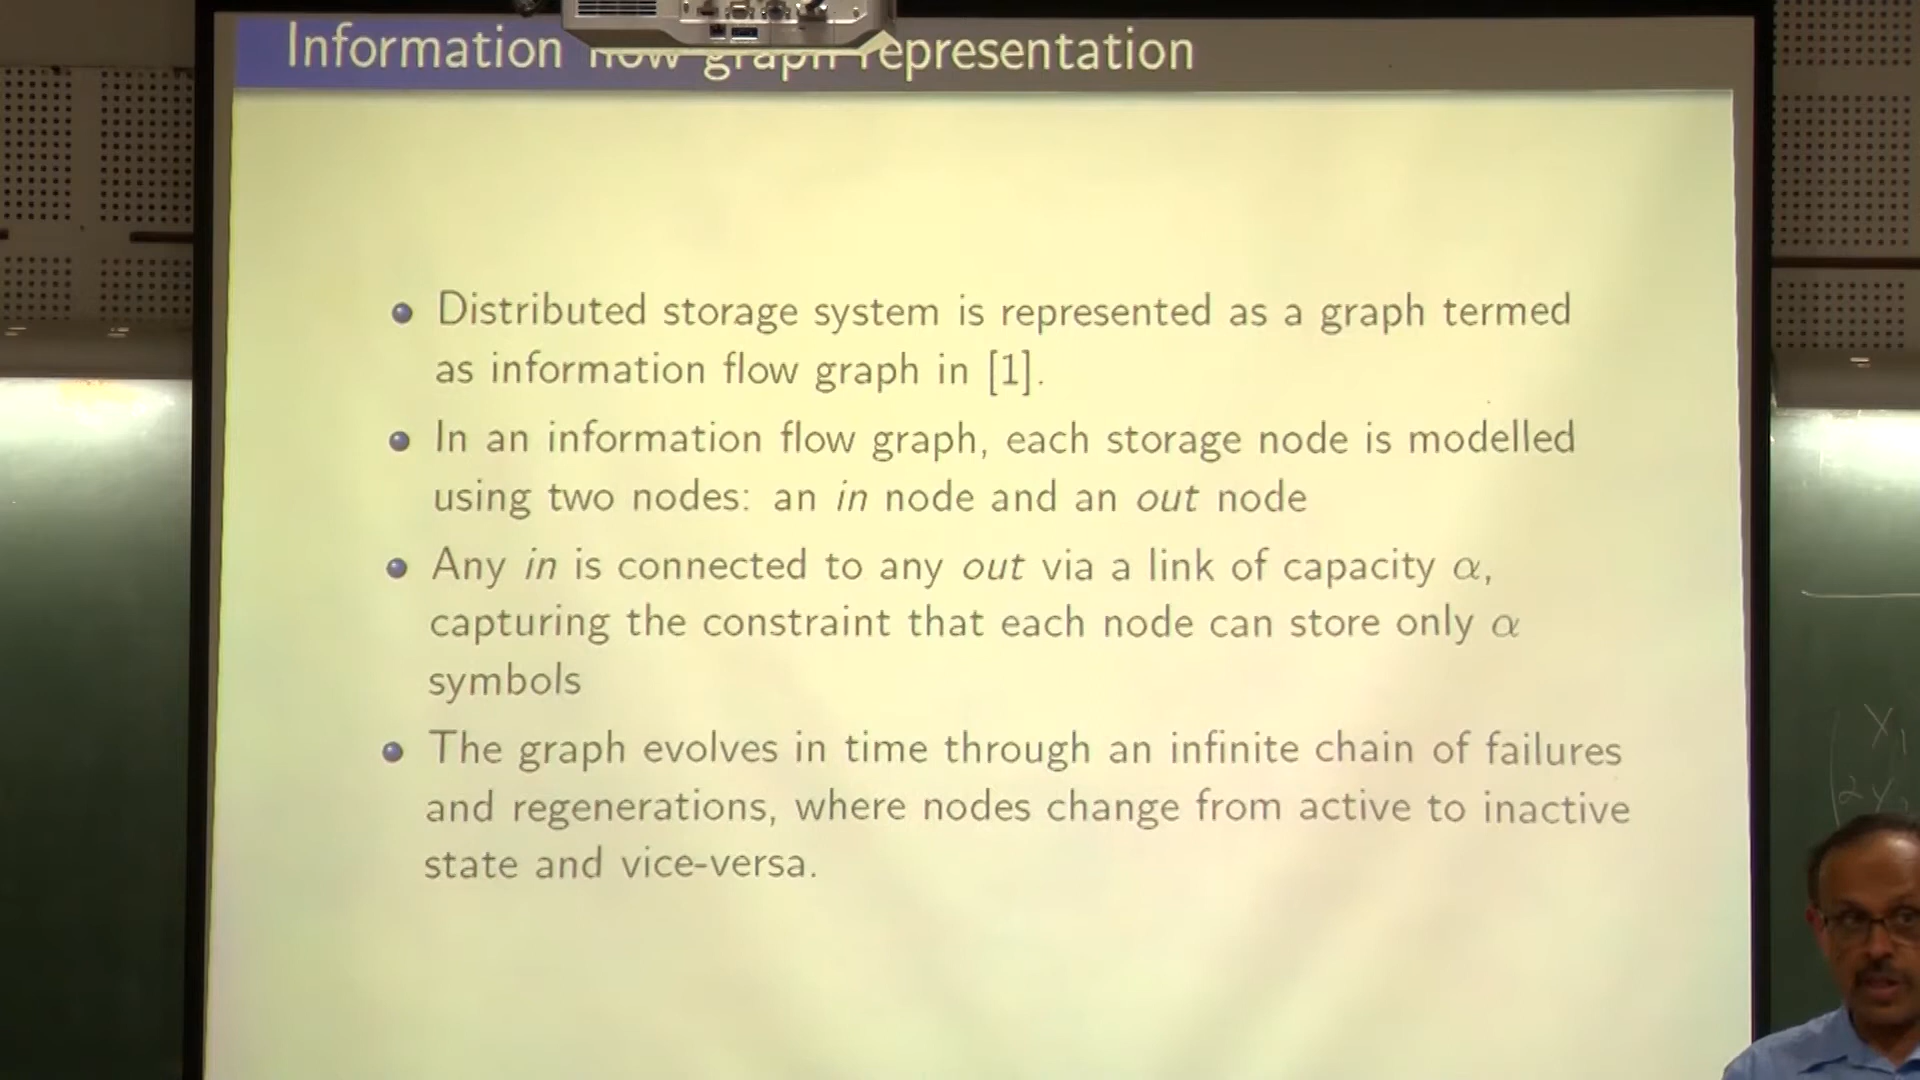 Information flow graph representation
Distributed storage system is represented as a graph termed
as information flow graph in [1].
In an information flow graph, each storage node is modelled
using two nodes: an in node and an out node
Any in is connected to any out via a link of capacity α,
capturing the constraint that each node can store only α
symbols
The graph evolves in time through an infinite chain of failures
and regenerations, where nodes change from active to inactive
state and vice-versa.
X₁